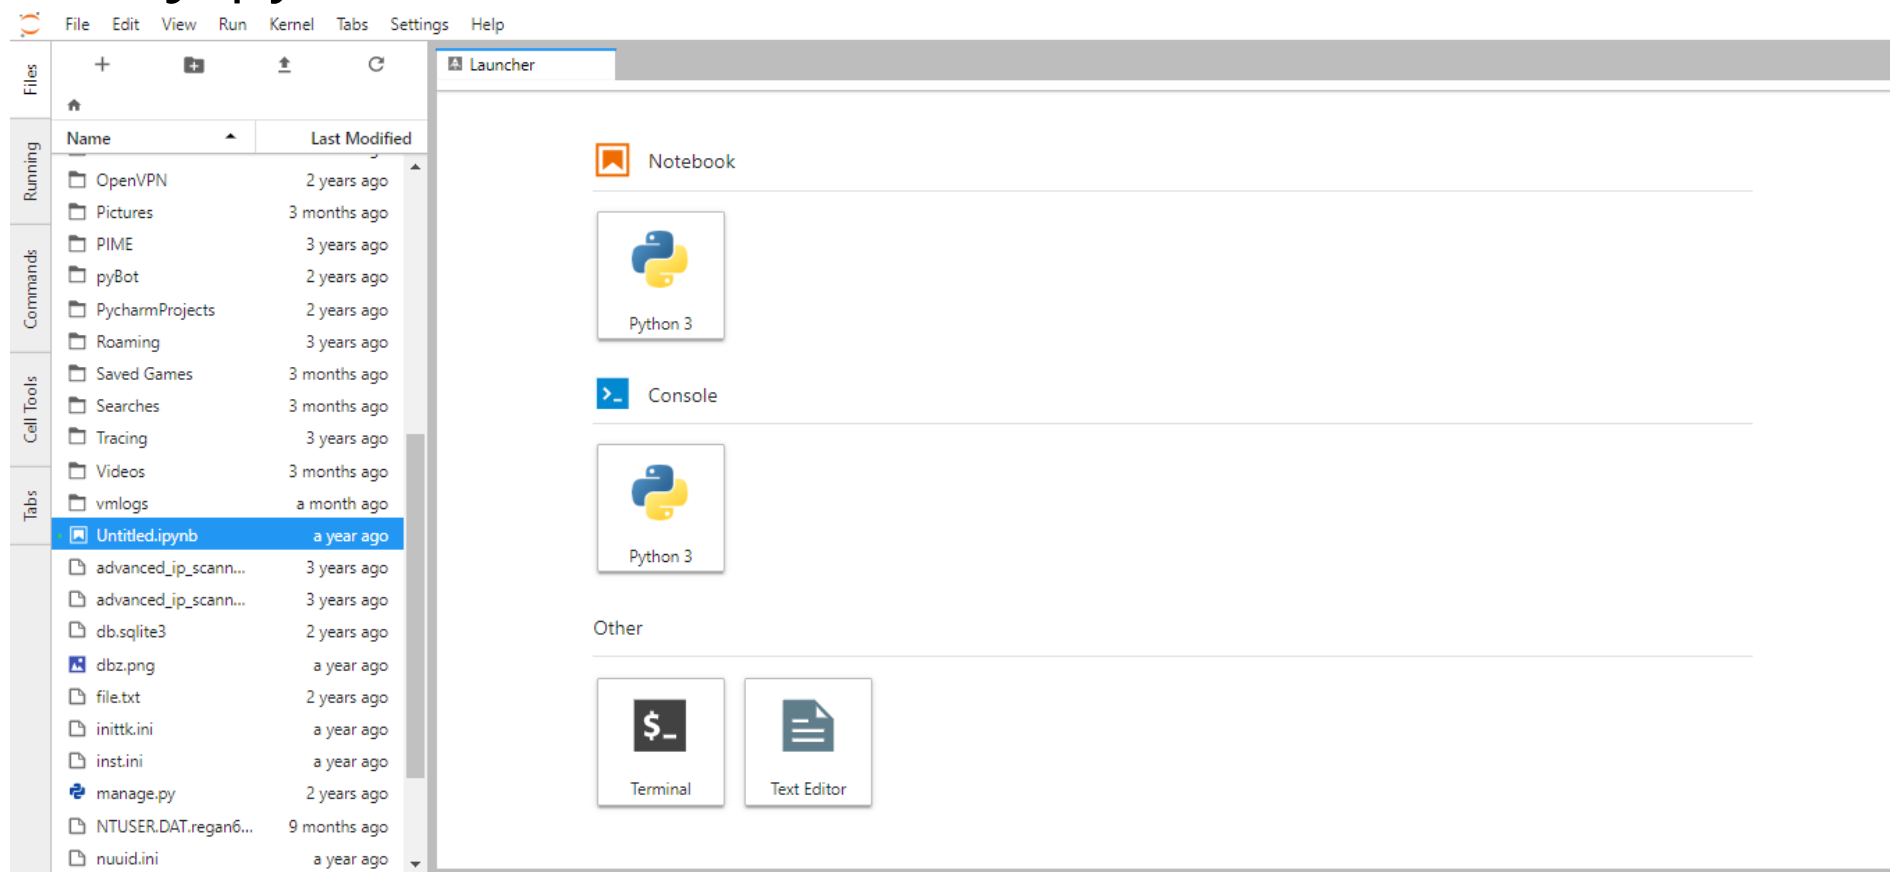 File Edit View Run Kernel Tabs Settings Help
Files
Running
Commands
Cell Tools
Tabs
Name Last Modified
OpenVPN 2 years ago
Pictures 3 months ago
PIME 3 years ago
pyBot 2 years ago
PycharmProjects 2 years ago
Roaming 3 years ago
Saved Games 3 months ago
Searches 3 months ago
Tracing 3 years ago
Videos 3 months ago
vmlogs a month ago
Untitled.ipynb a year ago
advanced_ip_scann... 3 years ago
advanced_ip_scann... 3 years ago
db.sqlite3 2 years ago
dbz.png a year ago
file.txt 2 years ago
inittk.ini a year ago
inst.ini a year ago
manage.py 2 years ago
NTUSER.DAT.regan6... 9 months ago
nuuid.ini a year ago
Launcher
Notebook
Python 3
Console
Python 3
Other
$_
Terminal
Text Editor